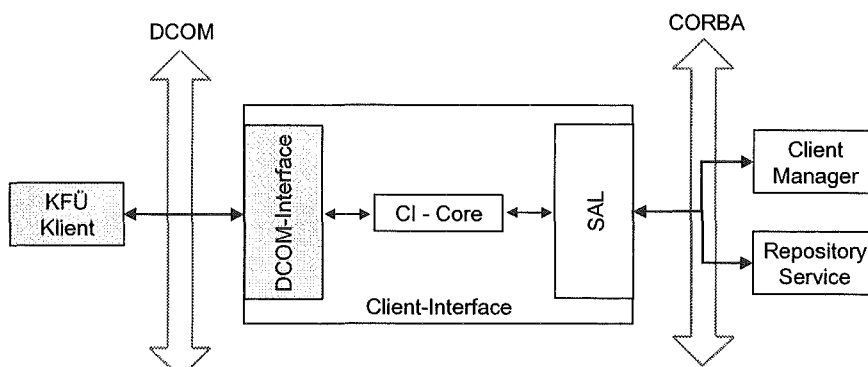 DCOM
CORBA
KFÜ
Klient
DCOM-Interface
CI - Core
SAL
Client
Manager
Repository
Service
Client-Interface